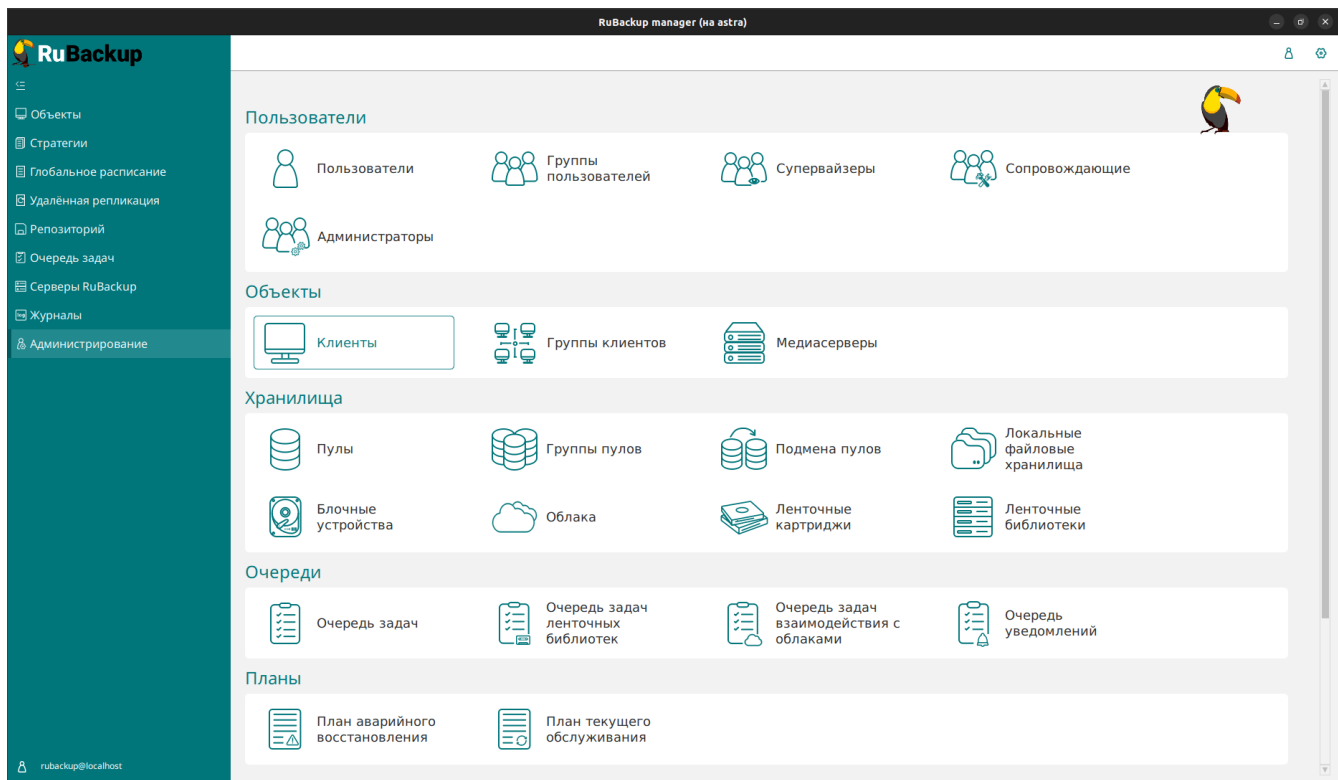 RuBackup manager (на astra)
RuBackup
Объекты
Стратегии
Глобальное расписание
Удалённая репликация
Репозиторий
Очередь задач
Серверы RuBackup
Журналы
Администрирование
rubackup@localhost
Пользователи
Пользователи
Группы
пользователей
Супервайзеры
Сопровождающие
Администраторы
Объекты
Клиенты
Группы клиентов
Медиасерверы
Хранилища
Пулы
Группы пулов
Подмена пулов
Локальные
файловые
хранилища
Блочные
устройства
Облака
Ленточные
картриджи
Ленточные
библиотеки
Очереди
Очередь задач
Очередь задач
ленточных
библиотек
Очередь задач
взаимодействия с
облаками
Очередь
уведомлений
Планы
План аварийного
восстановления
План текущего
обслуживания